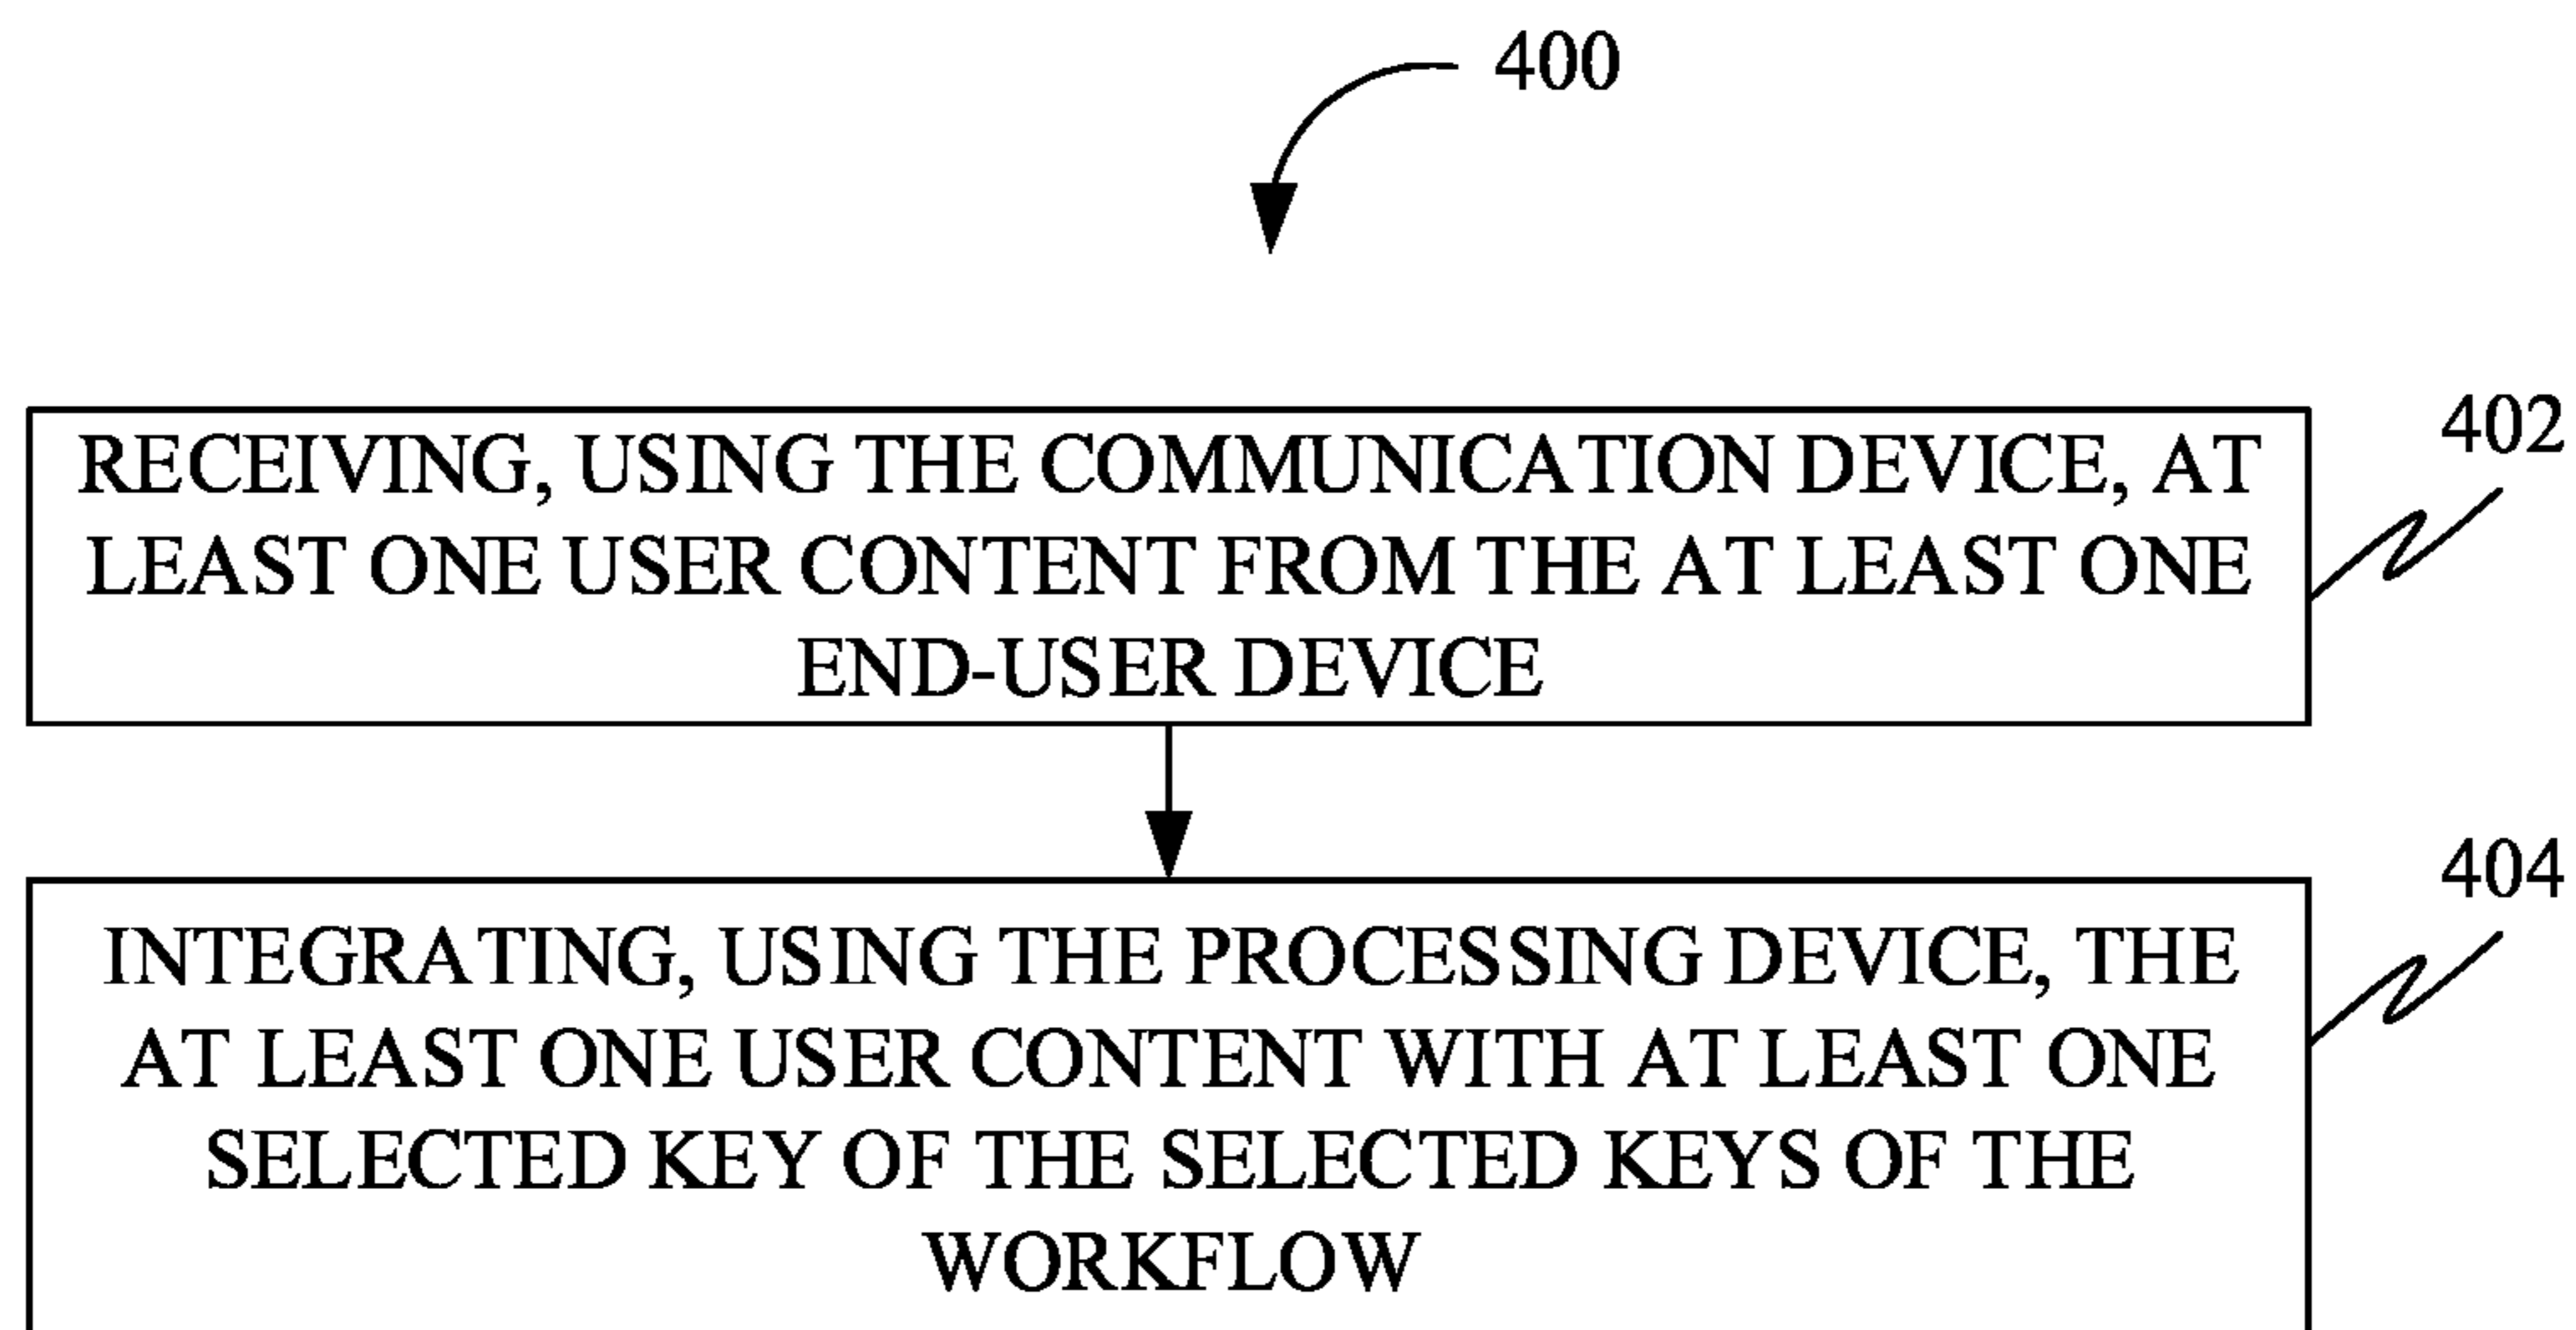 400
402
RECEIVING, USING THE COMMUNICATION DEVICE, AT
LEAST ONE USER CONTENT FROM THE AT LEAST ONE
END-USER DEVICE
404
INTEGRATING, USING THE PROCESSING DEVICE, THE
AT LEAST ONE USER CONTENT WITH AT LEAST ONE
SELECTED KEY OF THE SELECTED KEYS OF THE
WORKFLOW